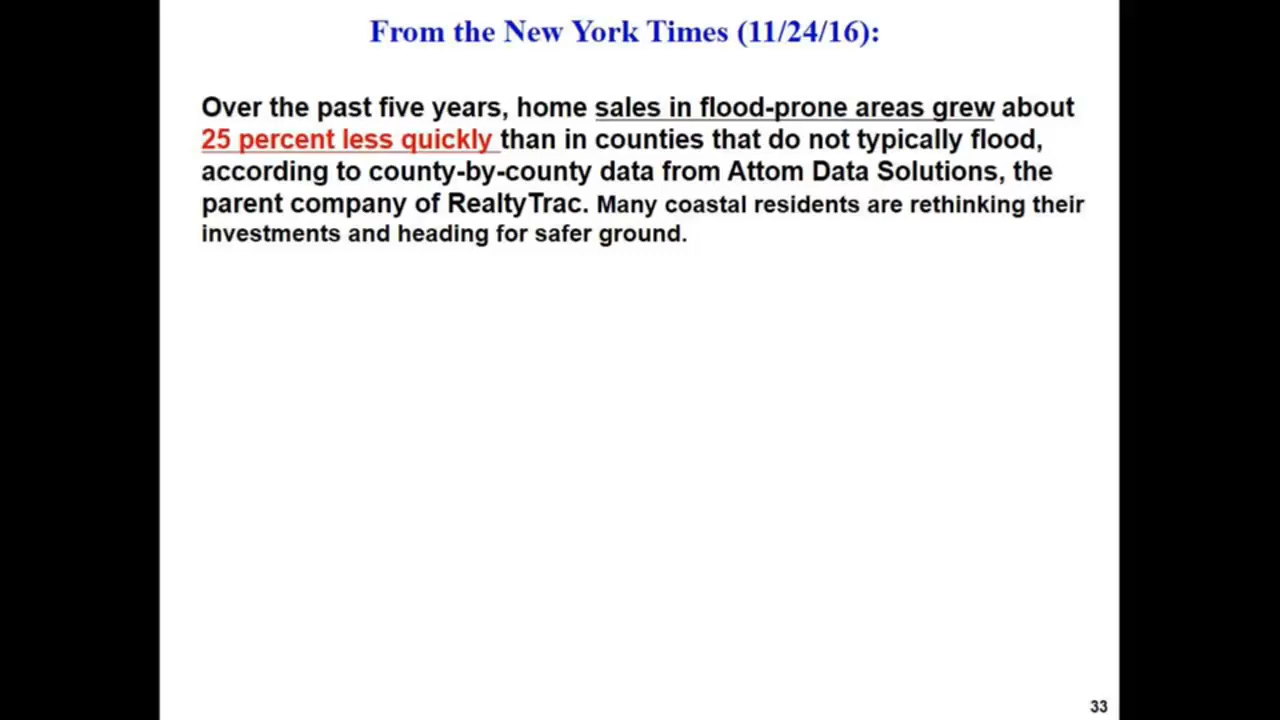 From the New York Times (11/24/16):
Over the past five years, home sales in flood-prone areas grew about
25 percent less quickly than in counties that do not typically flood,
according to county-by-county data from Attom Data Solutions, the
parent company of RealtyTrac. Many coastal residents are rethinking their
investments and heading for safer ground.
33